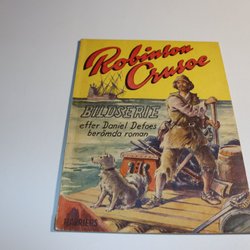 Robinson
Crusoe
BILDSERIE
efter Daniel Defoes
berömda roman